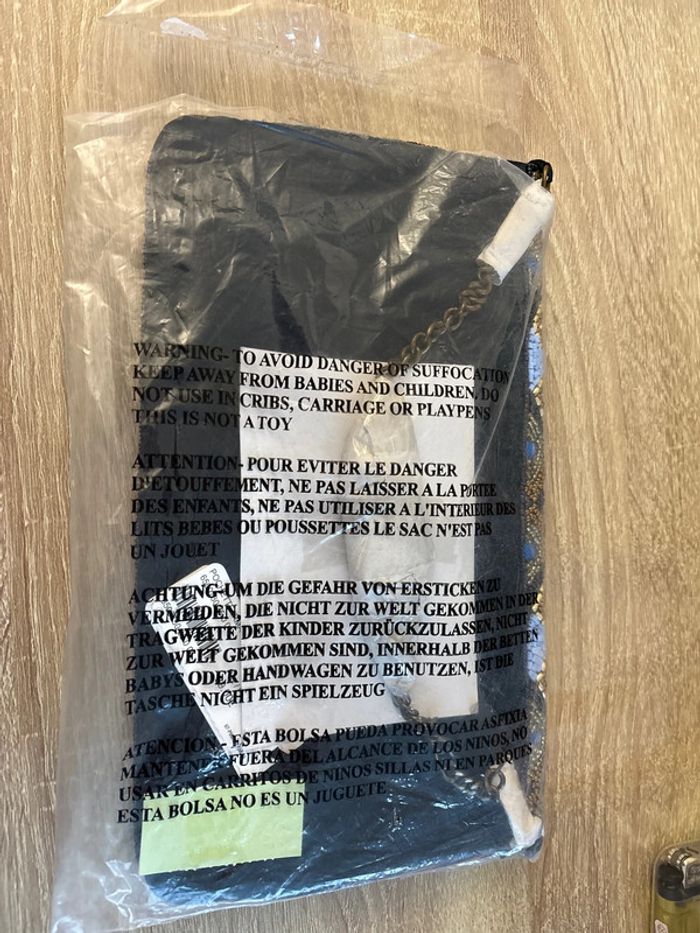 WARNING- TO AVOID DANGER OF SUFFOCATION
KEEP AWAY FROM BABIES AND CHILDREN. DO
NOT USE IN CRIBS, CARRIAGE OR PLAYPENS
THIS IS NOT A TOY
ATTENTION- POUR EVITER LE DANGER
D'ETOUFFEMENT, NE PAS LAISSER A LA PORTEE
DES ENFANTS, NE PAS UTILISER A L'INTERIEUR DES
LITS BEBES OU POUSSETTES LE SAC N'EST PAS
UN JOUET
ACHTUNG-UM DIE GEFAHR VON ERSTICKEN ZU
VERMEIDEN, DIE NICHT ZUR WELT GEKOMMEN IN DER
TRAGWEITE DER KINDER ZURÜCKZULASSEN, NICHT
ZUR WELT GEKOMMEN SIND, INNERHALB DER BETTEN
BABYS ODER HANDWAGEN ZU BENUTZEN, IST DIE
TASCHE NICHT EIN SPIELZEUG
ATENCION - ESTA BOLSA PUEDA PROVOCAR ASFIXIA
MANTENER FUERA DEL ALCANCE DE LOS NINOS, NO
USAR EN CARRITOS DE NINOS SILLAS NI EN PARQUES
ESTA BOLSA NO ES UN JUGUETE